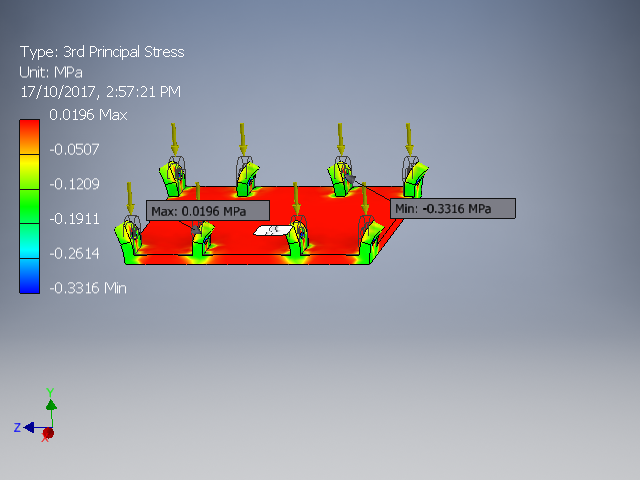 Type: 3rd Principal Stress
Unit: MPa
17/10/2017, 2:57:21 PM
0.0196 Max
-0.0507
-0.1209
-0.1911
-0.2614
-0.3316 Min
Max: 0.0196 MPa
Min: -0.3316 MPa
Y
Z
X